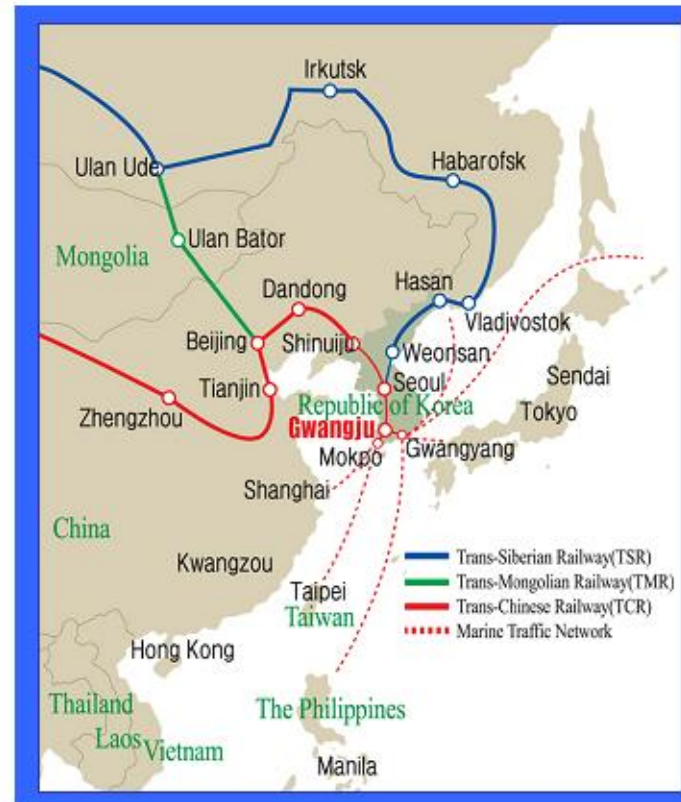 Irkutsk
Ulan Ude
Habarofsk
Ulan Bator
Mongolia
Hasan
Dandong
Vladivostok
Beijing
Shinuiju
Weonsan
Tianjin
Seoul
Sendai
Zhengzhou
Republic of Korea
Tokyo
Gwangju
Mokpo
Gwangyang
Shanghai
China
Trans-Siberian Railway(TSR)
Kwangzou
Trans-Mongolian Railway(TMR)
Taipei
Trans-Chinese Railway(TCR)
Taiwan
Marine Traffic Network
Hong Kong
Thailand
The Philippines
Laos
Vietnam
Manila